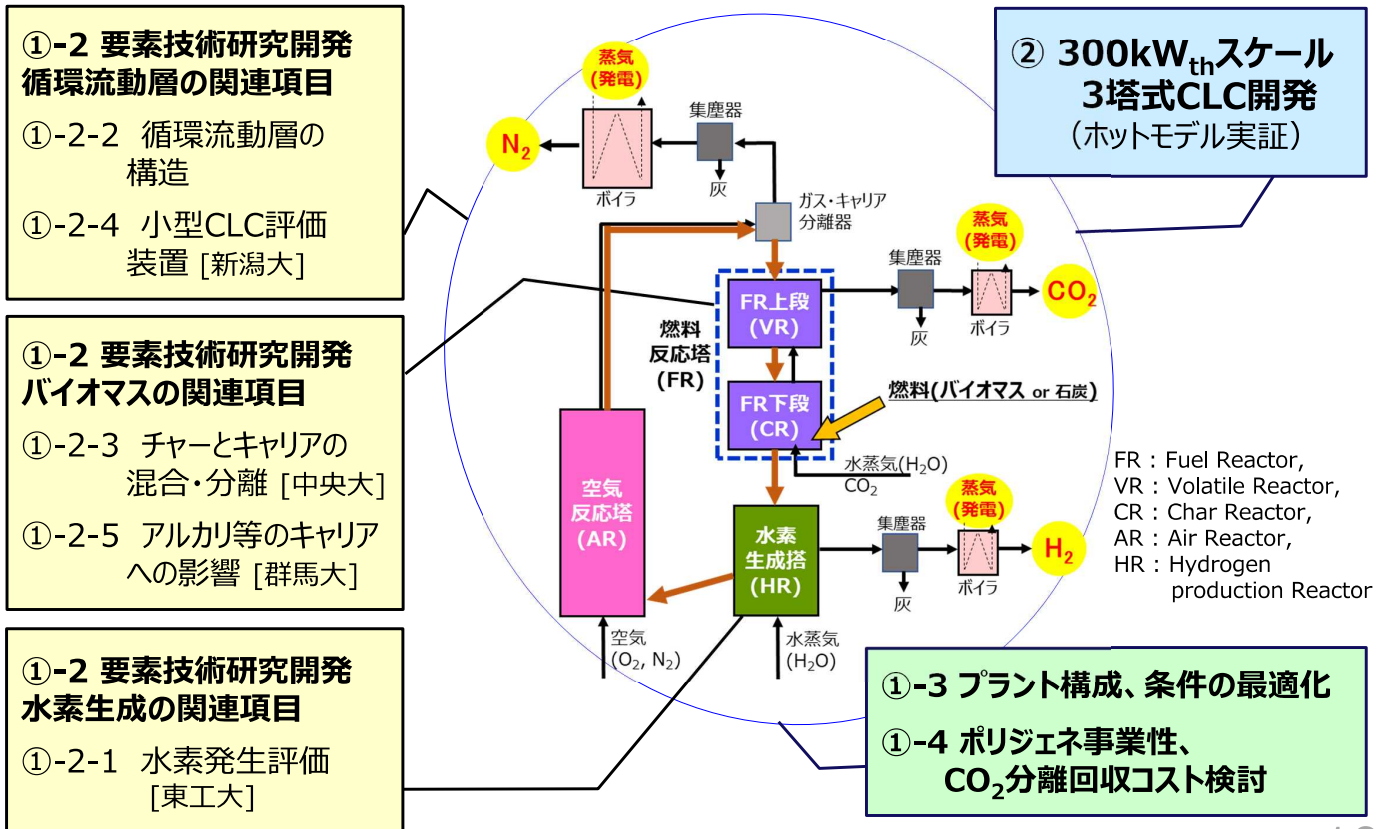 ①-2 要素技術研究開発
循環流動層の関連項目
①-2-2 循環流動層の
構造
①-2-4 小型CLC評価
装置 [新潟大]
①-2 要素技術研究開発
バイオマスの関連項目
①-2-3 チャーとキャリアの
混合・分離 [中央大]
①-2-5 アルカリ等のキャリア
への影響 [群馬大]
①-2 要素技術研究開発
水素生成の関連項目
①-2-1 水素発生評価
[東工大]
② 300kWthスケール
3塔式CLC開発
(ホットモデル実証)
蒸気
(発電)
N2
ボイラ
集塵器
灰
ガス・キャリア
分離器
FR上段
(VR)
燃料
反応塔
(FR)
FR下段
(CR)
集塵器
灰
蒸気
(発電)
ボイラ
CO2
燃料(バイオマス or 石炭)
水蒸気(H2O)
CO2
空気
反応塔
(AR)
水素
生成搭
(HR)
集塵器
灰
蒸気
(発電)
ボイラ
H2
空気
(O2, N2)
水蒸気
(H2O)
FR : Fuel Reactor,
VR : Volatile Reactor,
CR : Char Reactor,
AR : Air Reactor,
HR : Hydrogen
production Reactor
①-3 プラント構成、条件の最適化
①-4 ポリジェネ事業性、
CO2分離回収コスト検討